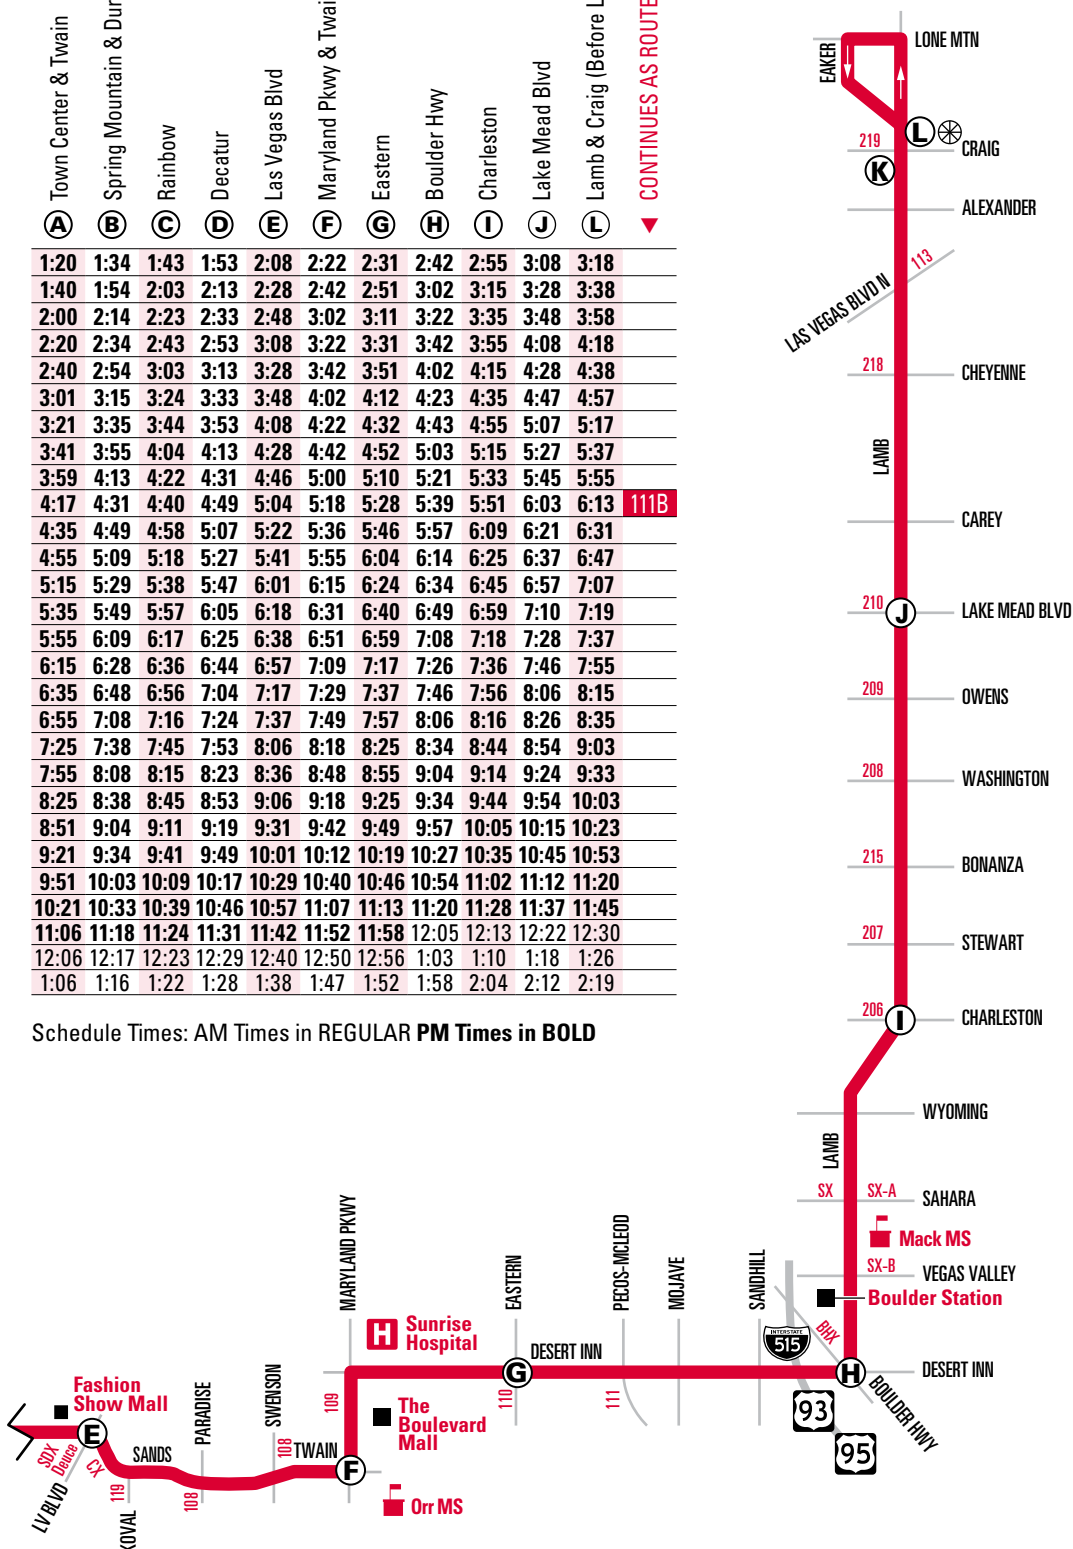 A Town Center & Twain
B Spring Mountain & Dur
C Rainbow
D Decatur
E Las Vegas Blvd
F Maryland Pkwy & Twai
G Eastern
H Boulder Hwy
I Charleston
J Lake Mead Blvd
L Lamb & Craig (Before L
▼ CONTINUES AS ROUTE
1:20 1:34 1:43 1:53 2:08 2:22 2:31 2:42 2:55 3:08 3:18
1:40 1:54 2:03 2:13 2:28 2:42 2:51 3:02 3:15 3:28 3:38
2:00 2:14 2:23 2:33 2:48 3:02 3:11 3:22 3:35 3:48 3:58
2:20 2:34 2:43 2:53 3:08 3:22 3:31 3:42 3:55 4:08 4:18
2:40 2:54 3:03 3:13 3:28 3:42 3:51 4:02 4:15 4:28 4:38
3:01 3:15 3:24 3:33 3:48 4:02 4:12 4:23 4:35 4:47 4:57
3:21 3:35 3:44 3:53 4:08 4:22 4:32 4:43 4:55 5:07 5:17
3:41 3:55 4:04 4:13 4:28 4:42 4:52 5:03 5:15 5:27 5:37
3:59 4:13 4:22 4:31 4:46 5:00 5:10 5:21 5:33 5:45 5:55
4:17 4:31 4:40 4:49 5:04 5:18 5:28 5:39 5:51 6:03 6:13 111B
4:35 4:49 4:58 5:07 5:22 5:36 5:46 5:57 6:09 6:21 6:31
4:55 5:09 5:18 5:27 5:41 5:55 6:04 6:14 6:25 6:37 6:47
5:15 5:29 5:38 5:47 6:01 6:15 6:24 6:34 6:45 6:57 7:07
5:35 5:49 5:57 6:05 6:18 6:31 6:40 6:49 6:59 7:10 7:19
5:55 6:09 6:17 6:25 6:38 6:51 6:59 7:08 7:18 7:28 7:37
6:15 6:28 6:36 6:44 6:57 7:09 7:17 7:26 7:36 7:46 7:55
6:35 6:48 6:56 7:04 7:17 7:29 7:37 7:46 7:56 8:06 8:15
6:55 7:08 7:16 7:24 7:37 7:49 7:57 8:06 8:16 8:26 8:35
7:25 7:38 7:45 7:53 8:06 8:18 8:25 8:34 8:44 8:54 9:03
7:55 8:08 8:15 8:23 8:36 8:48 8:55 9:04 9:14 9:24 9:33
8:25 8:38 8:45 8:53 9:06 9:18 9:25 9:34 9:44 9:54 10:03
8:51 9:04 9:11 9:19 9:31 9:42 9:49 9:57 10:05 10:15 10:23
9:21 9:34 9:41 9:49 10:01 10:12 10:19 10:27 10:35 10:45 10:53
9:51 10:03 10:09 10:17 10:29 10:40 10:46 10:54 11:02 11:12 11:20
10:21 10:33 10:39 10:46 10:57 11:07 11:13 11:20 11:28 11:37 11:45
11:06 11:18 11:24 11:31 11:42 11:52 11:58 12:05 12:13 12:22 12:30
12:06 12:17 12:23 12:29 12:40 12:50 12:56 1:03 1:10 1:18 1:26
1:06 1:16 1:22 1:28 1:38 1:47 1:52 1:58 2:04 2:12 2:19
Schedule Times: AM Times in REGULAR PM Times in BOLD
EAKER
LONE MTN
L
219 CRAIG
K
ALEXANDER
113
LAS VEGAS BLVD N
218 CHEYENNE
LAMB
CAREY
210 J LAKE MEAD BLVD
209 OWENS
208 WASHINGTON
215 BONANZA
207 STEWART
206 I CHARLESTON
WYOMING
LAMB
SX SX-A SAHARA
Mack MS
SX-B VEGAS VALLEY
Boulder Station
BHX
INTERSTATE
515
H DESERT INN
BOULDER HWY
93
95
SANDHILL
MOJAVE
PECOS-MCLEOD
111
EASTERN
DESERT INN
G
110
MARYLAND PKWY
H Sunrise
Hospital
109
The
Boulevard
Mall
SWENSON
108
TWAIN
F
Orr MS
PARADISE
108
SANDS
Fashion
Show Mall
E
SDX
Deuce
CX
LV BLVD
119
KOVAL